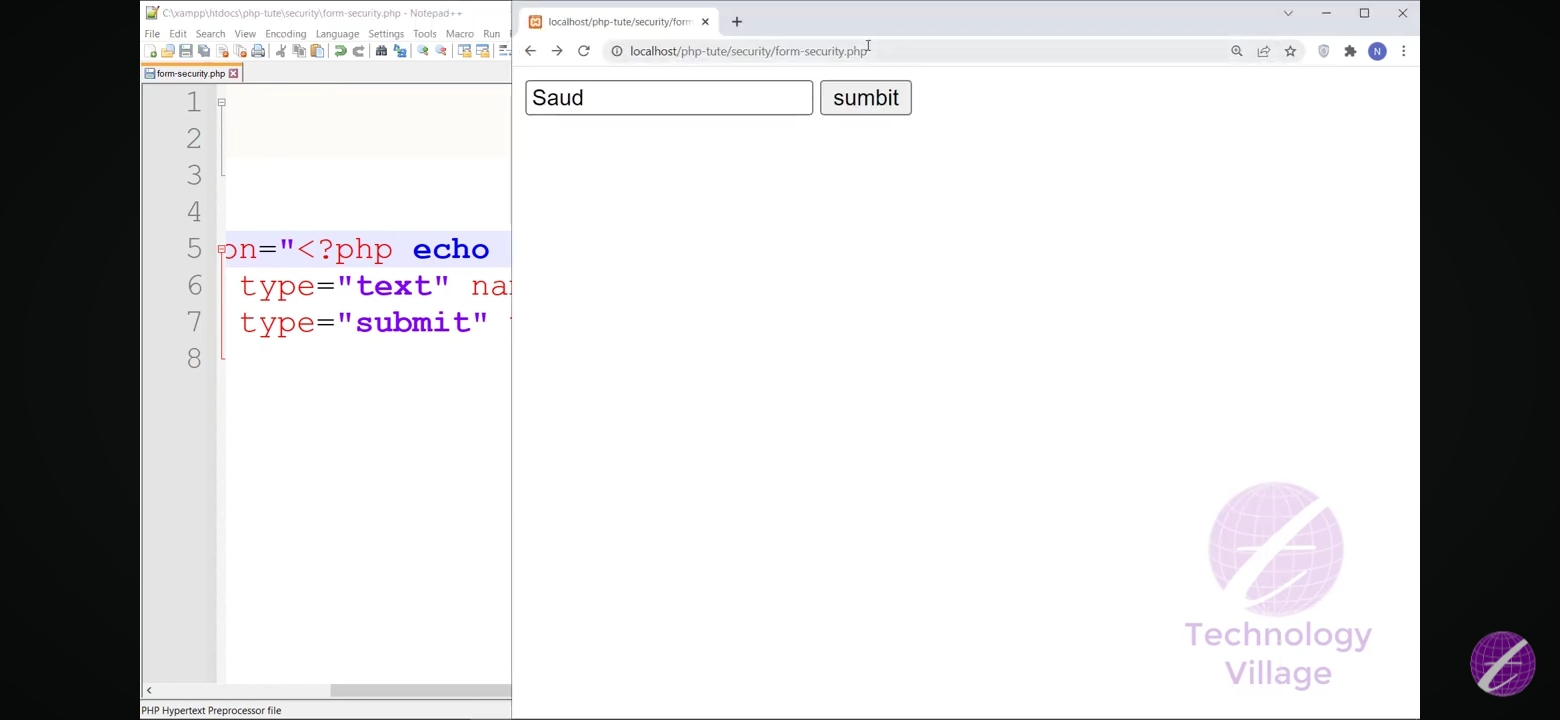 C:\xampp\htdocs\php-tute\security\form-security.php - Notepad++
File Edit Search View Encoding Language Settings Tools Macro Run
form-security.php
1
2
3
4
5 on="<?php echo
6 type="text" na
7 type="submit"
8
PHP Hypertext Preprocessor file
localhost/php-tute/security/form
localhost/php-tute/security/form-security.php
N
Saud sumbit
Technology
Village